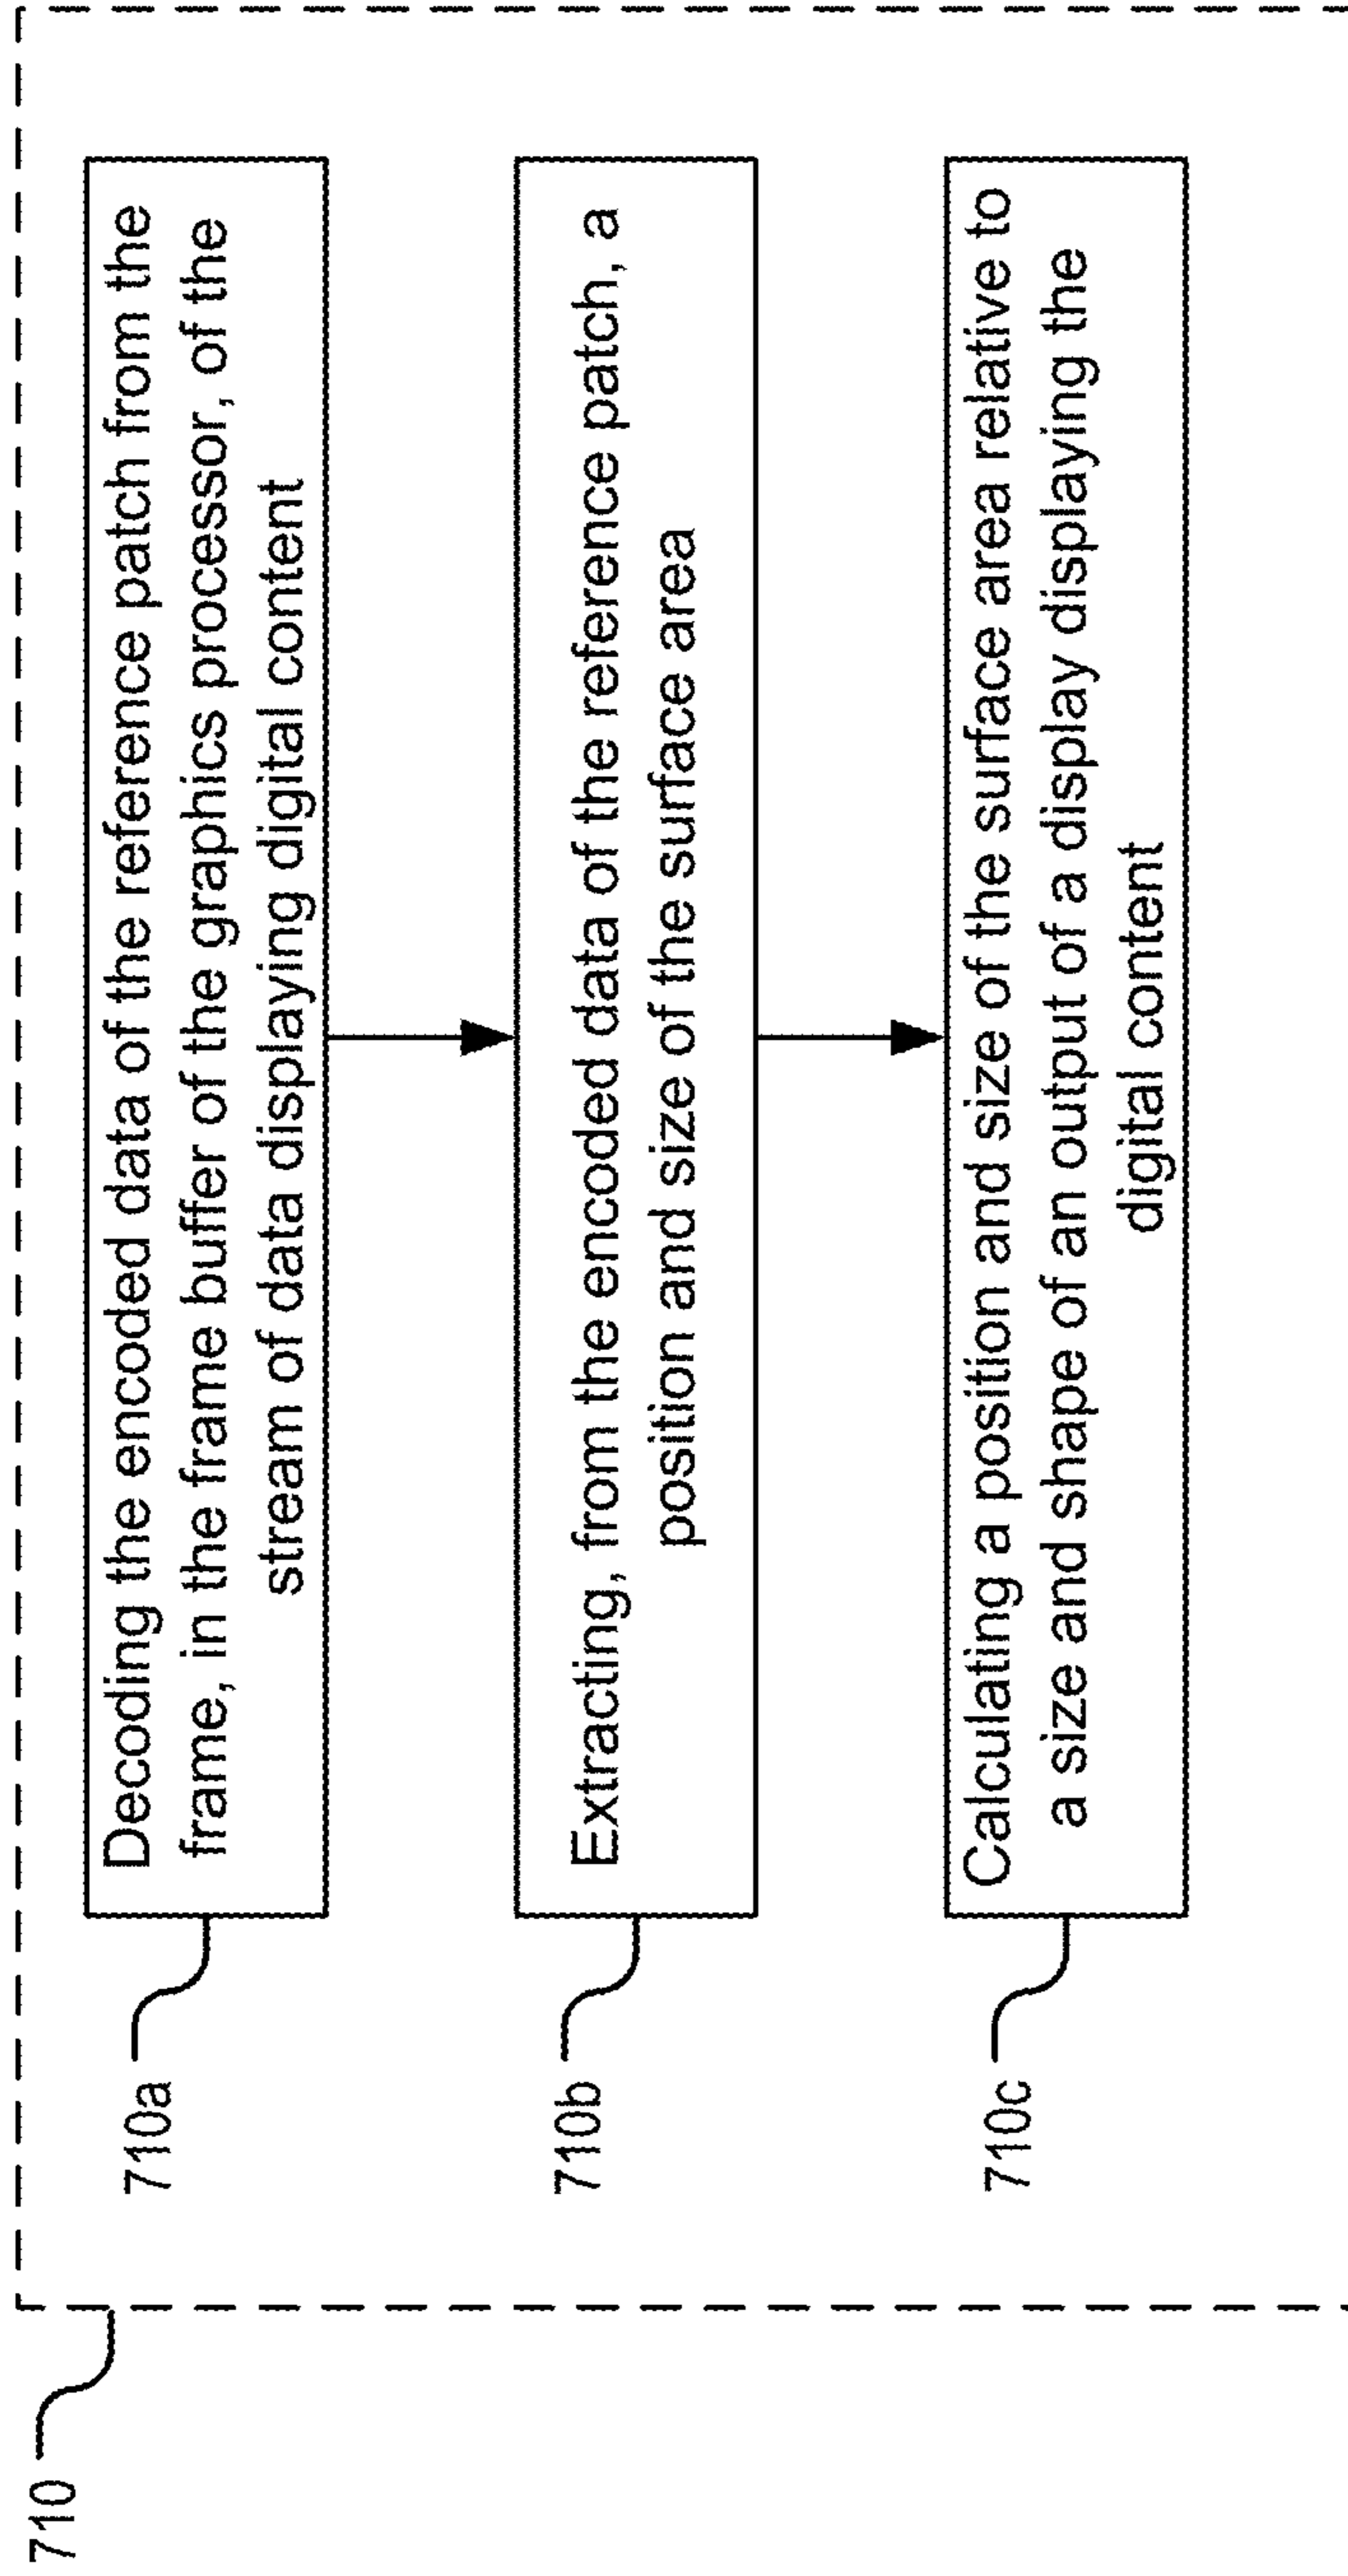 710
710a
Decoding the encoded data of the reference patch from the
frame, in the frame buffer of the graphics processor, of the
stream of data displaying digital content
710b
Extracting, from the encoded data of the reference patch, a
position and size of the surface area
710c
Calculating a position and size of the surface area relative to
a size and shape of an output of a display displaying the
digital content